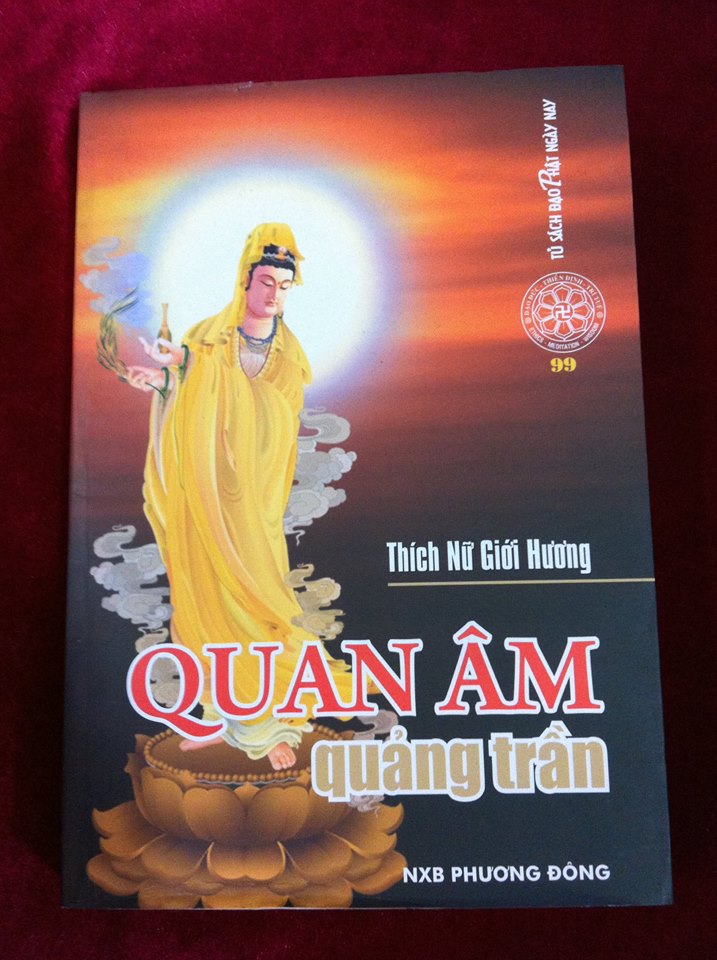 TỦ SÁCH ĐẠO PHẬT NGÀY NAY
ĐẠO ĐỨC - THIỀN ĐỊNH - TRÍ TUỆ
ETHICS - MEDITATION - WISDOM
99
Thích Nữ Giới Hương
QUAN ÂM
quảng trần
NXB PHƯƠNG ĐÔNG